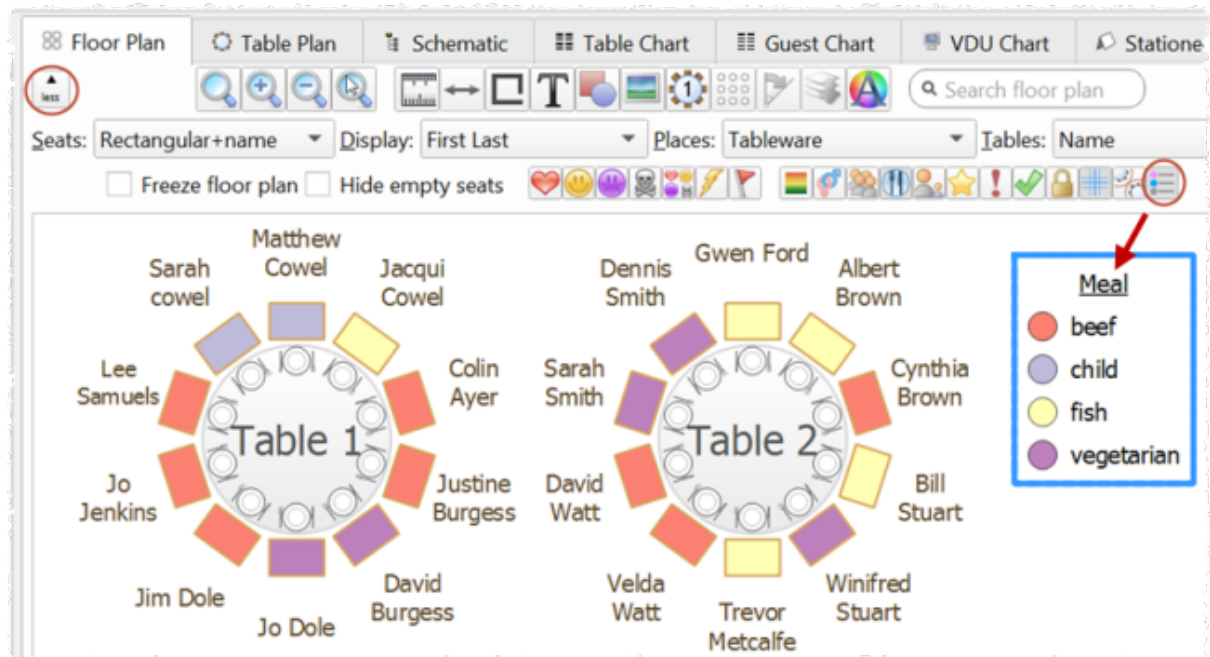 Floor Plan
Table Plan
Schematic
Table Chart
Guest Chart
VDU Chart
Statione
less
T
1
A
Search floor plan
Seats: Rectangular+name
Display: First Last
Places: Tableware
Tables: Name
Freeze floor plan
Hide empty seats
Matthew
Cowel
Sarah
cowel
Jacqui
Cowel
Lee
Samuels
Colin
Ayer
Table 1
Jo
Jenkins
Justine
Burgess
Jim Dole
Jo Dole
David
Burgess
Gwen Ford
Dennis
Smith
Albert
Brown
Sarah
Smith
Cynthia
Brown
Table 2
David
Watt
Bill
Stuart
Velda
Watt
Trevor
Metcalfe
Winifred
Stuart
Meal
beef
child
fish
vegetarian